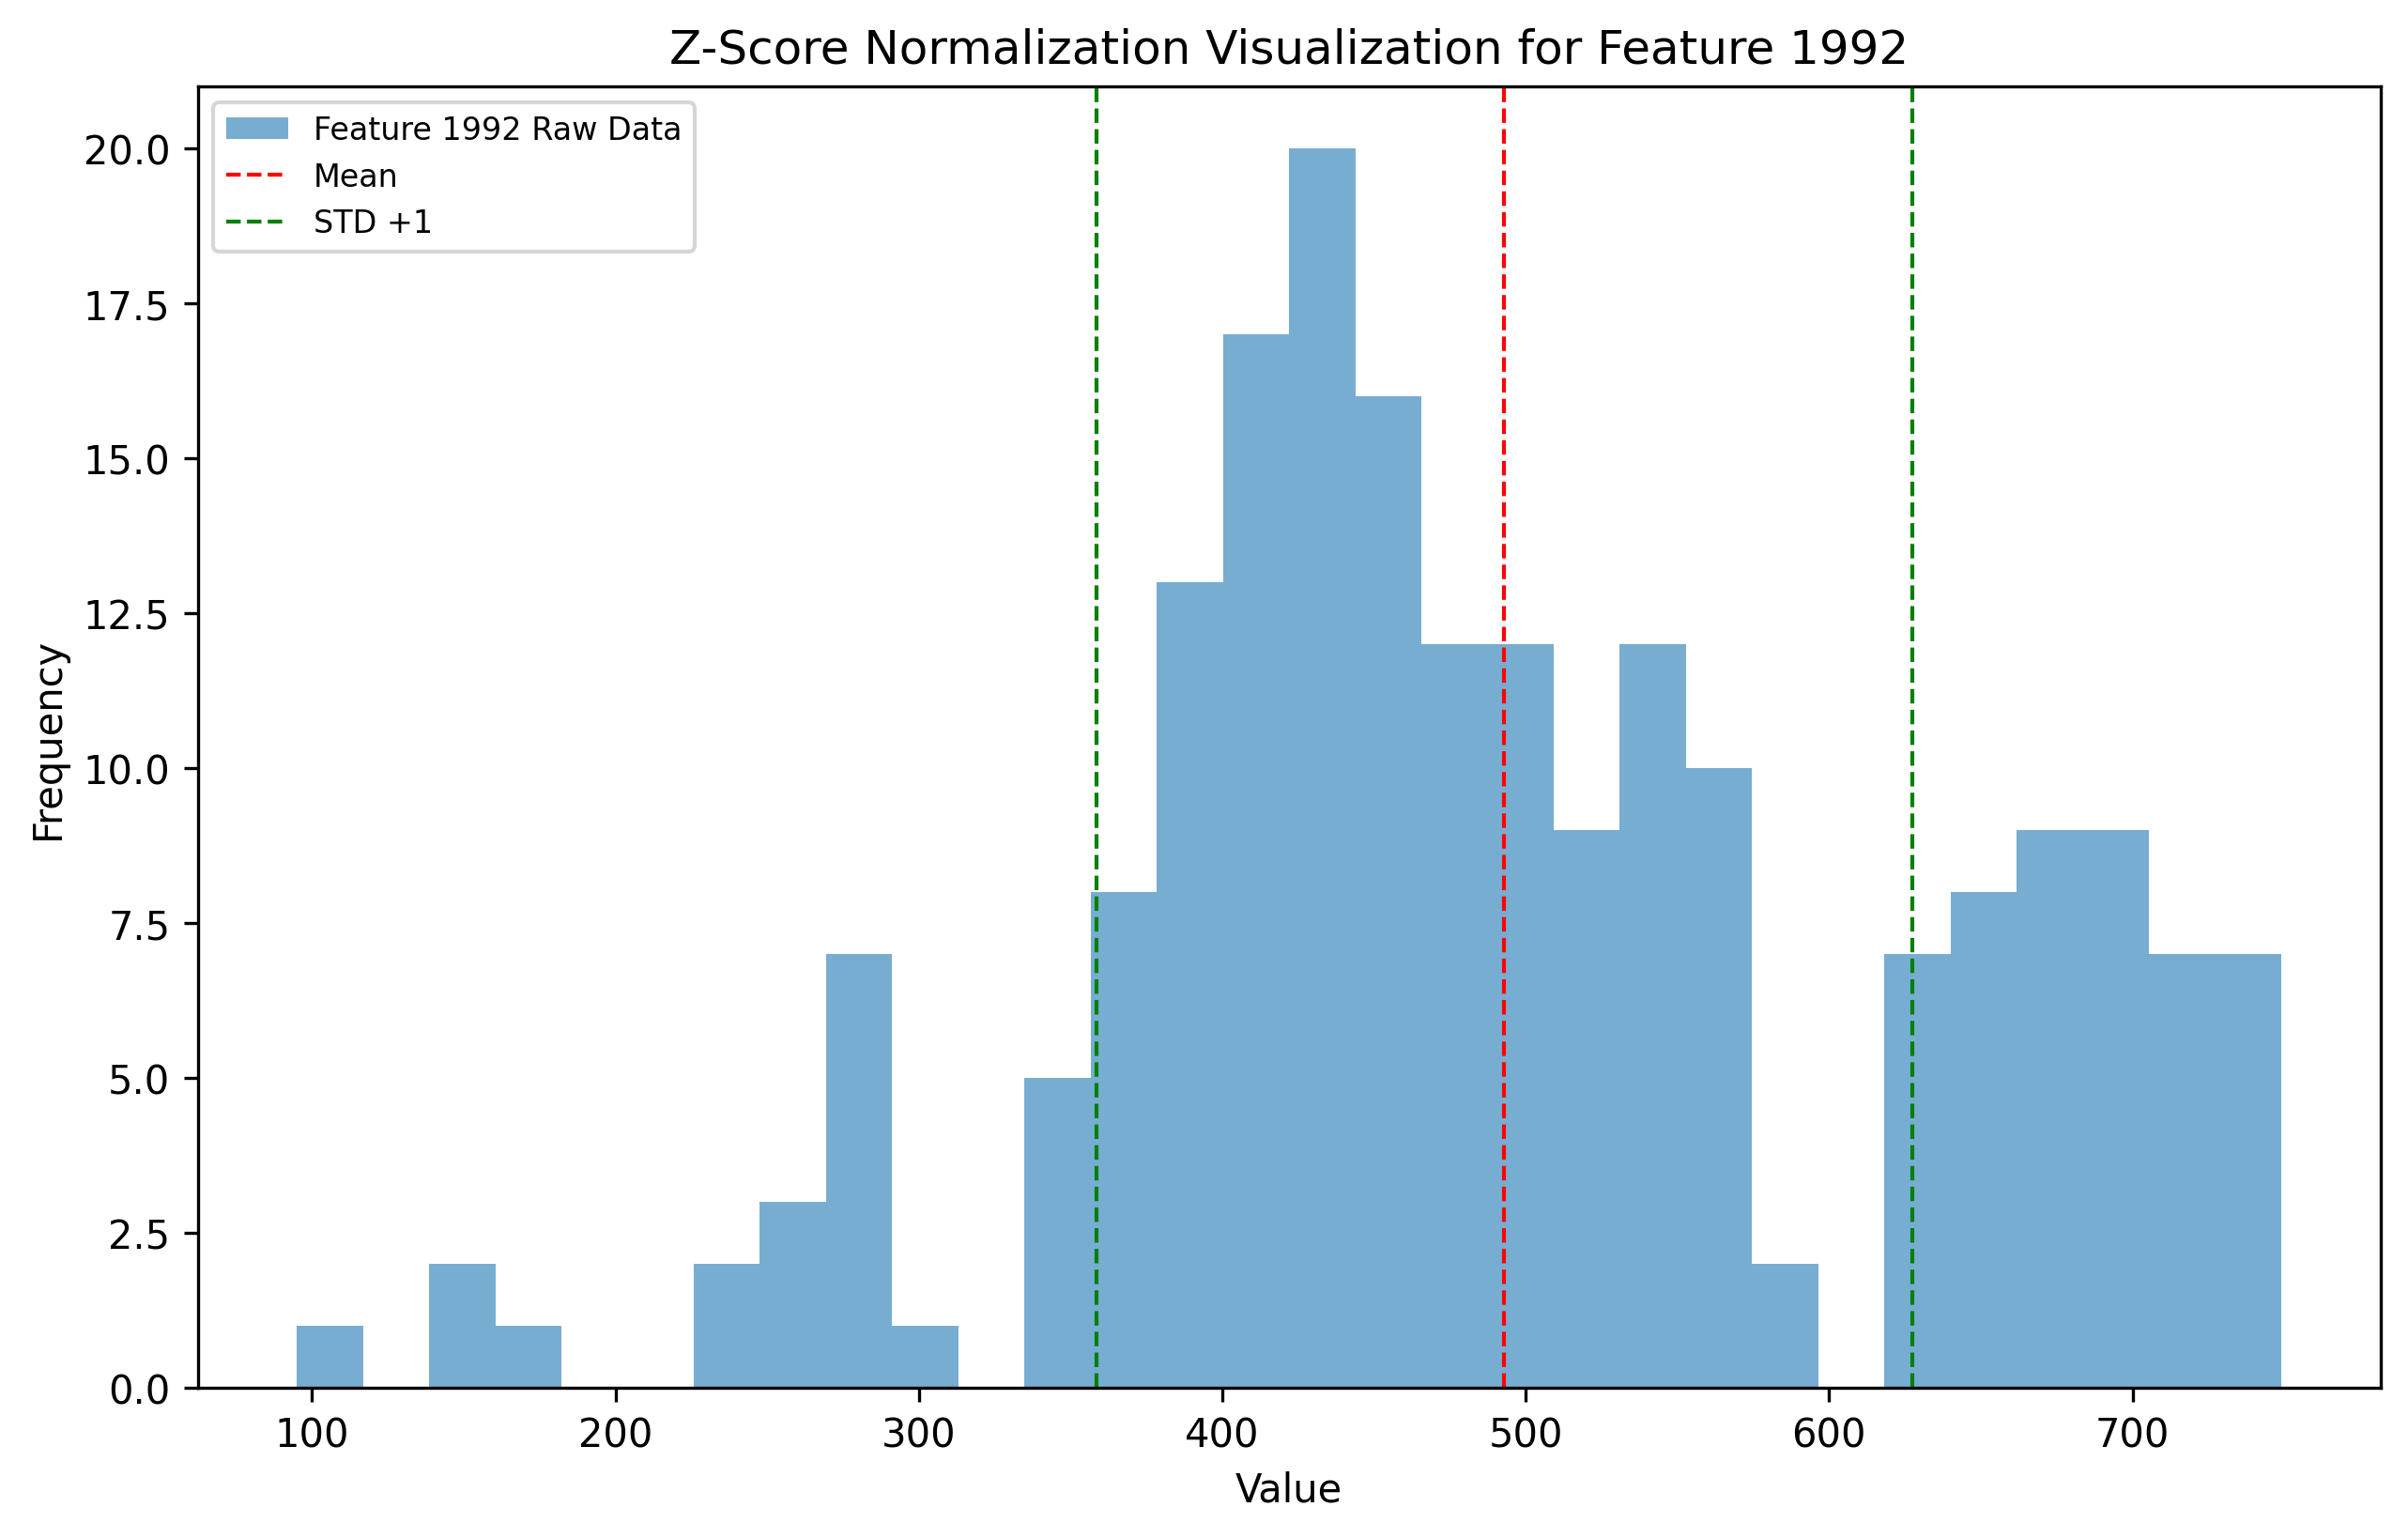 Z-Score Normalization Visualization for Feature 1992
Feature 1992 Raw Data
Mean
STD +1
20.0
17.5
15.0
12.5
10.0
7.5
5.0
2.5
0.0
Frequency
100 200 300 400 500 600 700
Value